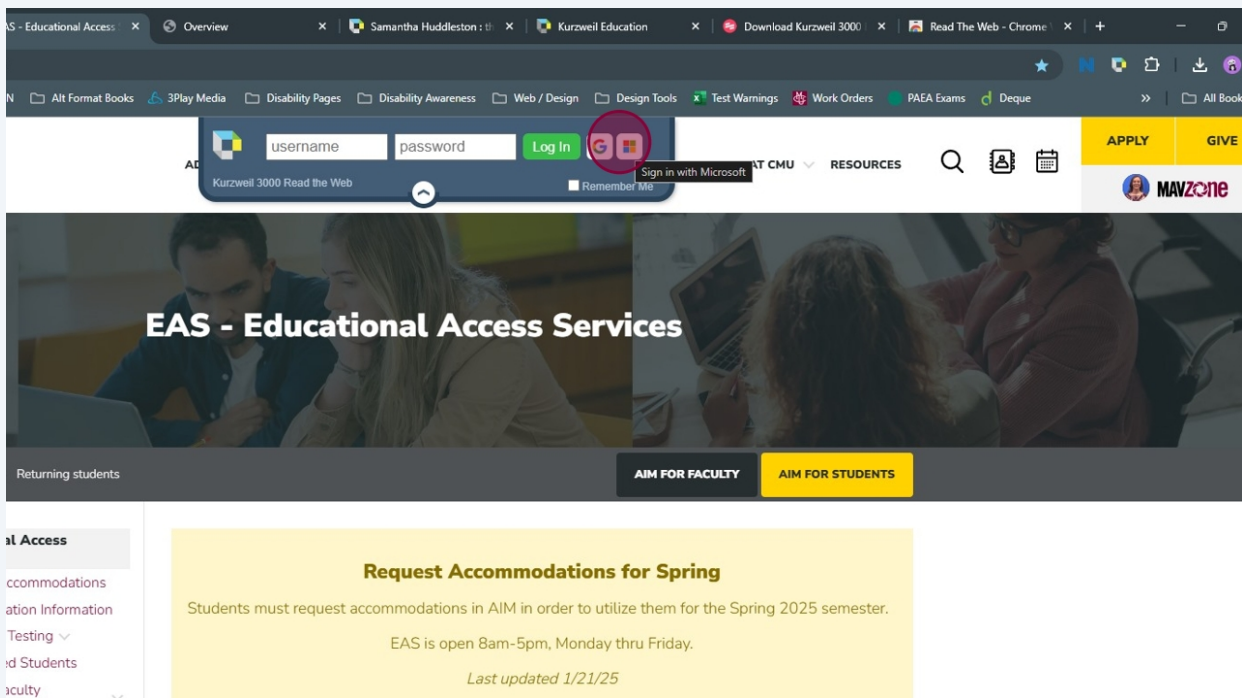 AS - Educational Access
Overview
Samantha Huddleston : th
Kurzweil Education
Download Kurzweil 3000
Read The Web - Chrome
N
Alt Format Books
3Play Media
Disability Pages
Disability Awareness
Web / Design
Design Tools
Test Warnings
Work Orders
PAEA Exams
Deque
»
All Book
username
password
Log In
G
Sign in with Microsoft
Kurzweil 3000 Read the Web
Remember Me
AT CMU
RESOURCES
APPLY
GIVE
MAVZONE
EAS - Educational Access Services
Returning students
AIM FOR FACULTY
AIM FOR STUDENTS
al Access
ccommodations
ation Information
Testing
ed Students
aculty
Request Accommodations for Spring
Students must request accommodations in AIM in order to utilize them for the Spring 2025 semester.
EAS is open 8am-5pm, Monday thru Friday.
Last updated 1/21/25